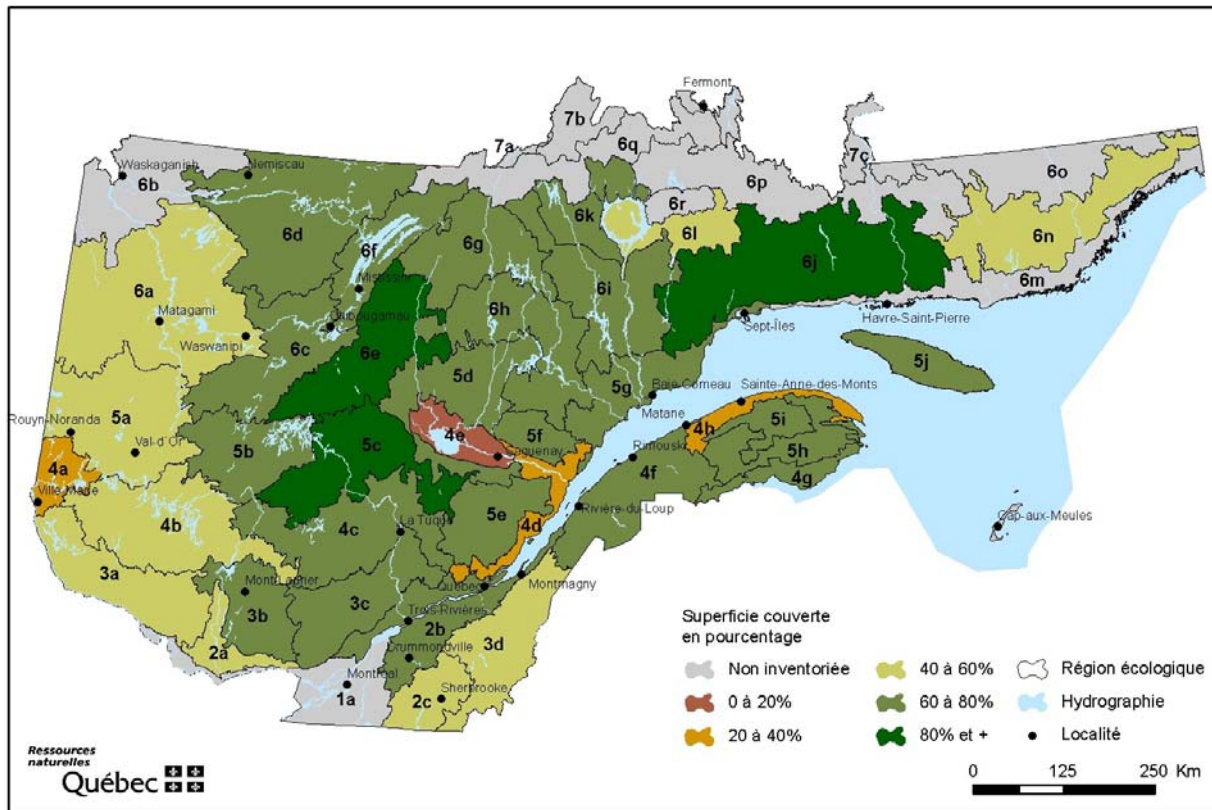 Fermont
7b
7a
6q
7c
Waskaganish
Nemiscau
6b
6p
6o
6r
6k
6l
6n
6d
6f
6g
6j
6m
Mistissini
6i
6a
6h
Matagami
Sept-Îles
Havre-Saint-Pierre
Waswanipi
6c
6e
5j
5d
5g
Baie-Comeau
Sainte-Anne-des-Monts
5a
Matane
Rouyn-Noranda
4e
5f
4h
5i
Val-d'Or
5b
5c
Saguenay
Rimouski
5h
4a
4f
4g
Ville-Marie
Rivière-du-Loup
4b
4c
La Tuque
5e
4d
Cap-aux-Meules
3a
Québec
Montmagny
Mont-Laurier
3b
3c
Trois-Rivières
2b
3d
2a
Drummondville
Montréal
1a
2c
Sherbrooke
Superficie couverte
en pourcentage
Non inventoriée
0 à 20%
20 à 40%
40 à 60%
60 à 80%
80% et +
Région écologique
Hydrographie
Localité
0 125 250 Km
Ressources
naturelles
Québec